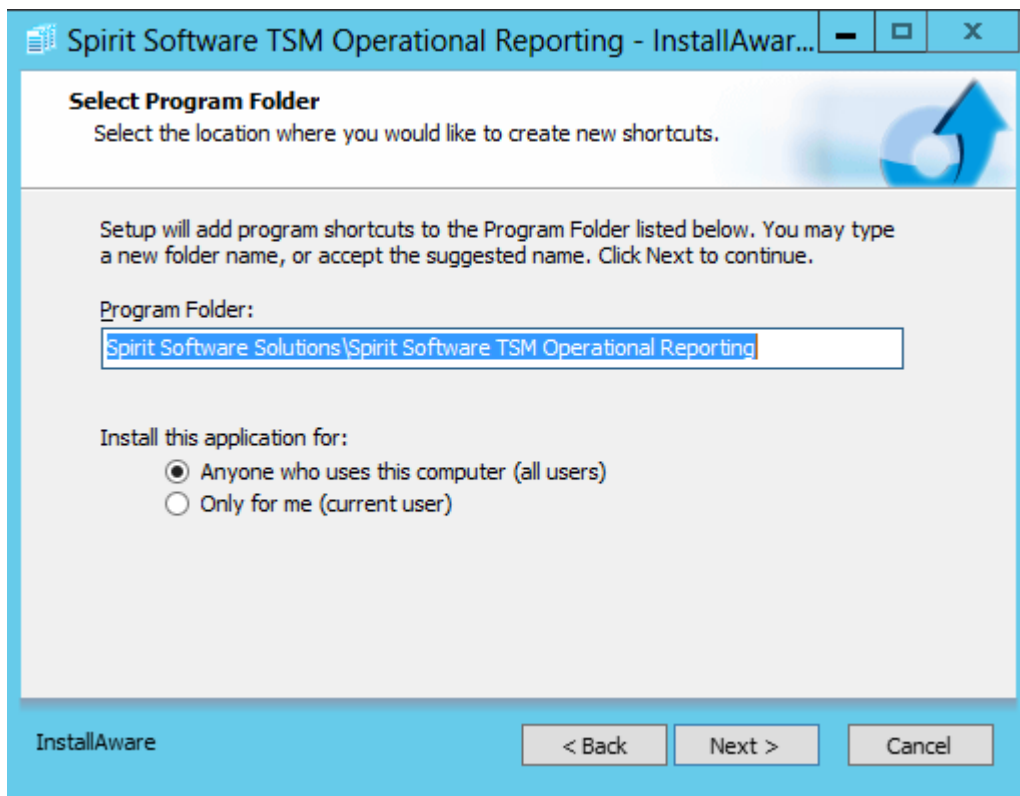 Spirit Software TSM Operational Reporting - InstallAwar...
Select Program Folder
Select the location where you would like to create new shortcuts.
Setup will add program shortcuts to the Program Folder listed below. You may type
a new folder name, or accept the suggested name. Click Next to continue.
Program Folder:
Spirit Software Solutions\Spirit Software TSM Operational Reporting
Install this application for:
Anyone who uses this computer (all users)
Only for me (current user)
InstallAware
< Back
Next >
Cancel